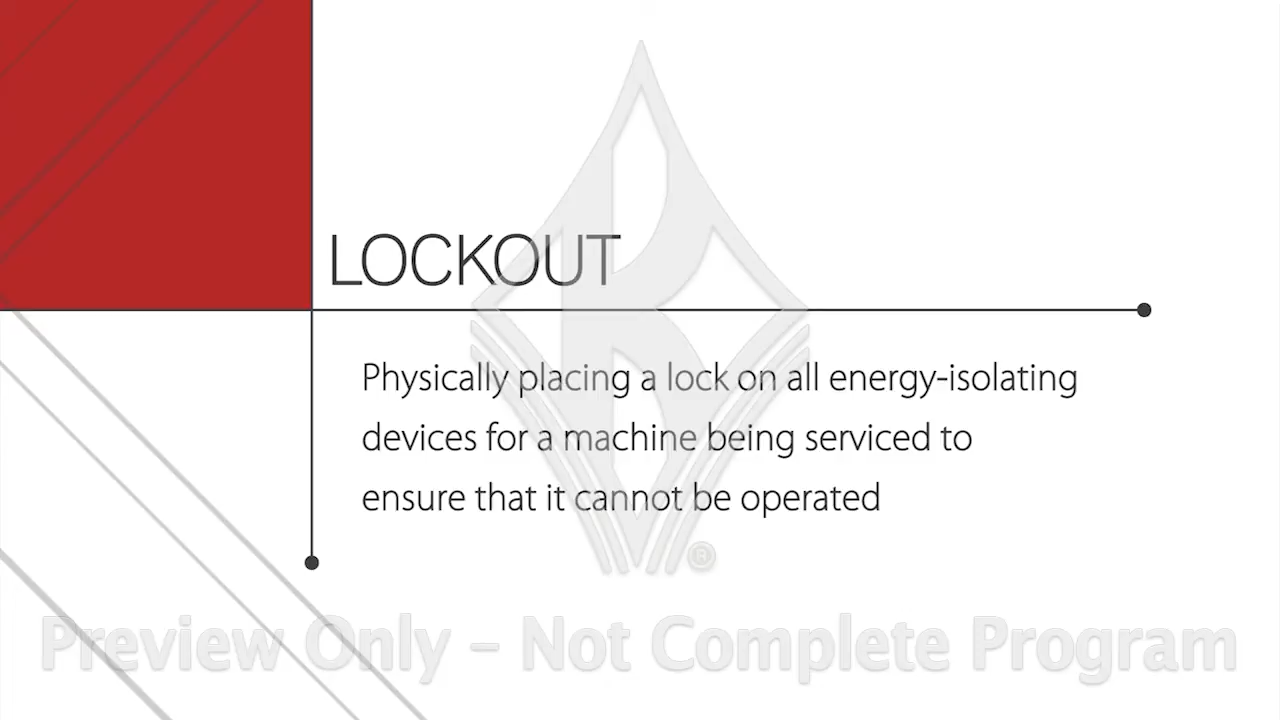 LOCKOUT
Physically placing a lock on all energy-isolating
devices for a machine being serviced to
ensure that it cannot be operated
®
Preview Only - Not Complete Program